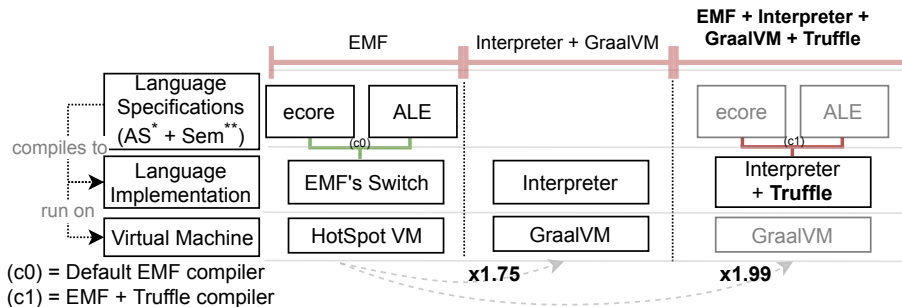 EMF
Interpreter + GraalVM
EMF + Interpreter +
GraalVM + Truffle
Language
Specifications
(AS* + Sem**)
ecore
ALE
(c0)
ecore
ALE
(c1)
compiles to
Language
Implementation
EMF's Switch
Interpreter
Interpreter
+ Truffle
run on
Virtual Machine
HotSpot VM
GraalVM
GraalVM
(c0) = Default EMF compiler
x1.75
x1.99
(c1) = EMF + Truffle compiler